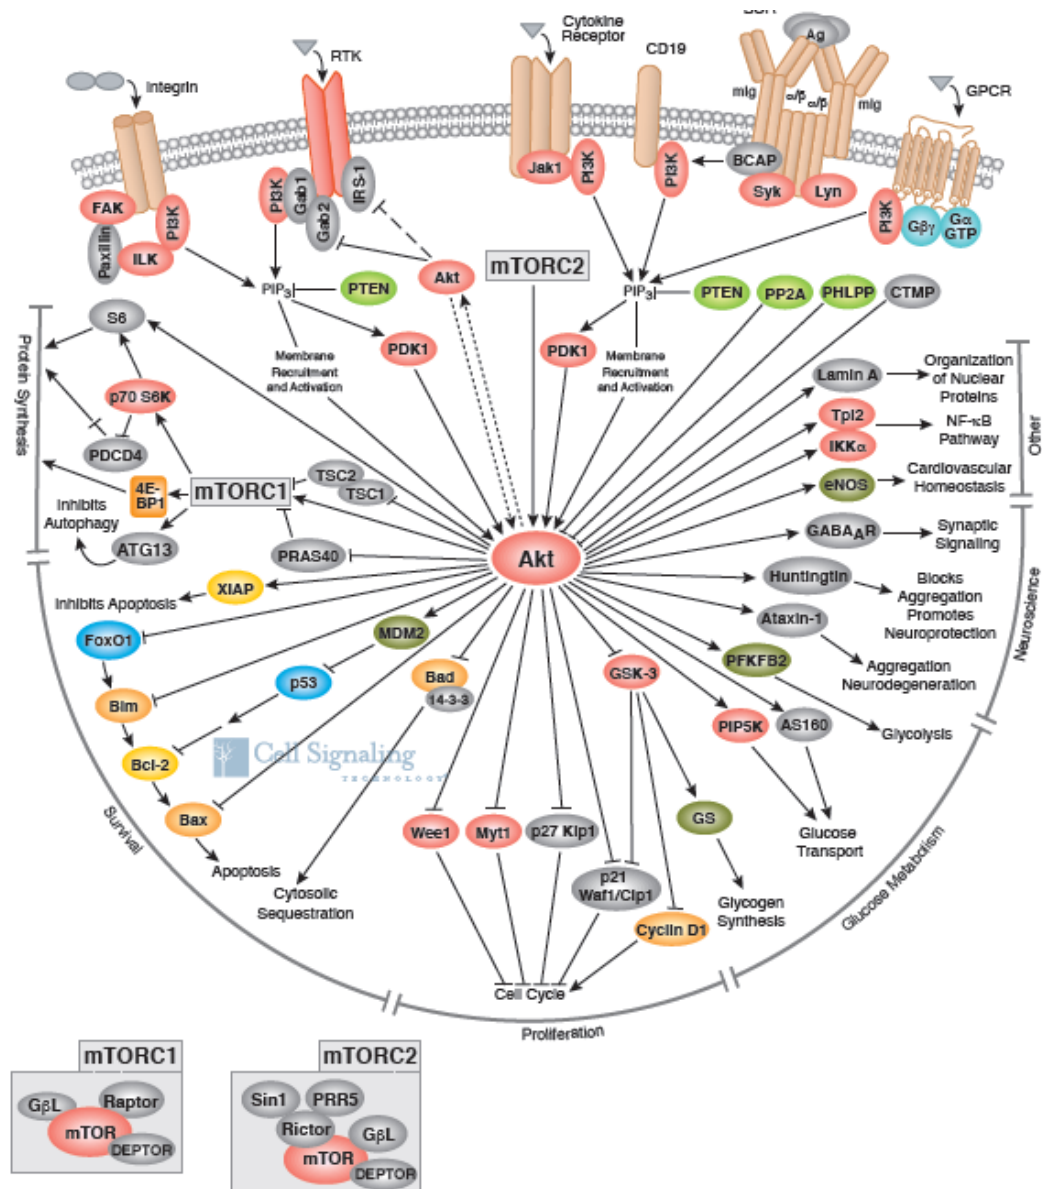 Cytokine
Receptor
CD19
Ag
RTK
Integrin
mIg
α/β
α/β
mIg
GPCR
FAK
PI3K
Paxillin
ILK
PI3K
Gab1
Gab2
IRS-1
Jak1
PI3K
PI3K
BCAP
Syk
Lyn
PI3K
Gβγ
Gα
GTP
PIP3
PTEN
Akt
mTORC2
PIP3
PTEN
PP2A
PHLPP
CTMP
PDK1
PDK1
Membrane
Recruitment
and Activation
Membrane
Recruitment
and Activation
S6
p70 S6K
PDCD4
4E-
BP1
mTORC1
TSC2
TSC1
Inhibits
Autophagy
ATG13
PRAS40
Protein Synthesis
Lamin A
Organization
of Nuclear
Proteins
Tpl2
IKKα
NF-κB
Pathway
eNOS
Cardiovascular
Homeostasis
Other
Akt
GABAAR
Synaptic
Signaling
Huntingtin
Blocks
Aggregation
Promotes
Neuroprotection
Ataxin-1
Aggregation
Neurodegeneration
Neuroscience
XIAP
Inhibits Apoptosis
FoxO1
MDM2
p53
Bim
Bcl-2
Bax
Apoptosis
Bad
14-3-3
Cytosolic
Sequestration
Survival
Cell Signaling
TECHNOLOGY®
GSK-3
PFKFB2
PIP5K
AS160
Glycolysis
Glucose
Transport
GS
Glycogen
Synthesis
Glucose Metabolism
Wee1
Myt1
p27 Kip1
p21
Waf1/Cip1
Cyclin D1
Cell Cycle
Proliferation
mTORC1
GβL
Raptor
mTOR
DEPTOR
mTORC2
Sin1
PRR5
Rictor
GβL
mTOR
DEPTOR